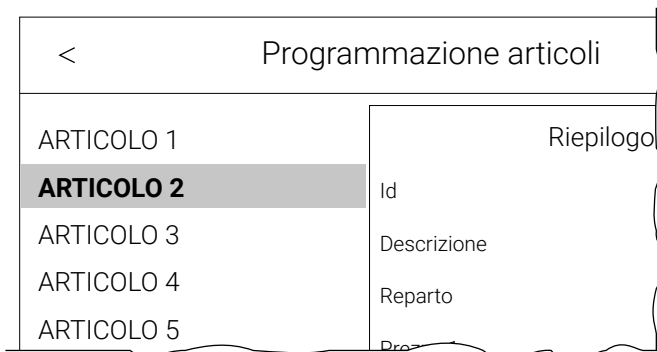 < Programmazione articoli
ARTICOLO 1
ARTICOLO 2
ARTICOLO 3
ARTICOLO 4
ARTICOLO 5
Riepilogo
Id
Descrizione
Reparto